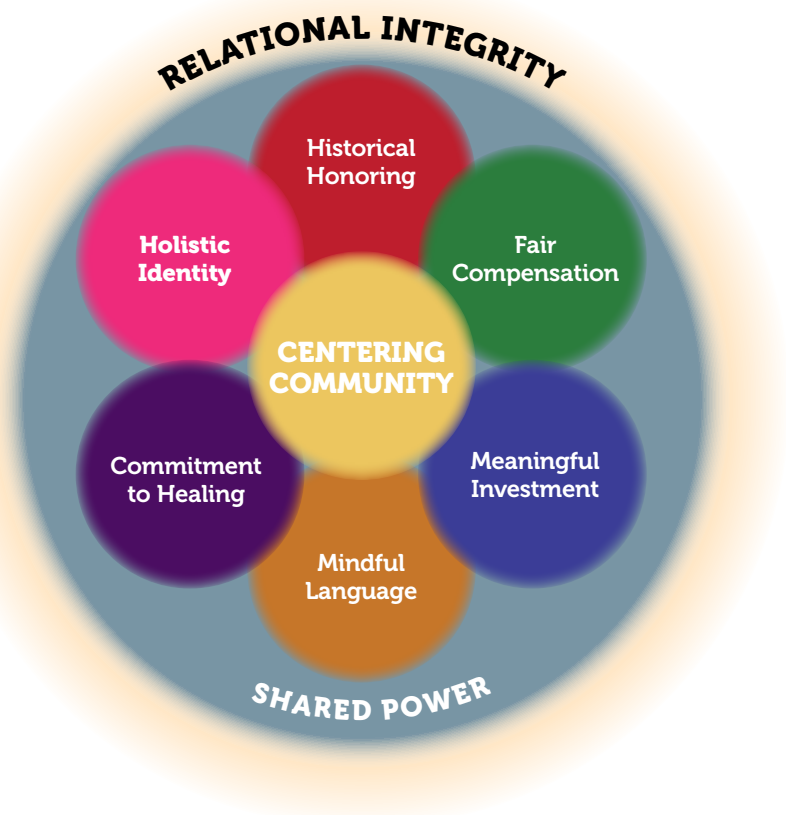 RELATIONAL INTEGRITY
Historical
Honoring
Holistic
Identity
Fair
Compensation
CENTERING
COMMUNITY
Commitment
to Healing
Meaningful
Investment
Mindful
Language
SHARED POWER